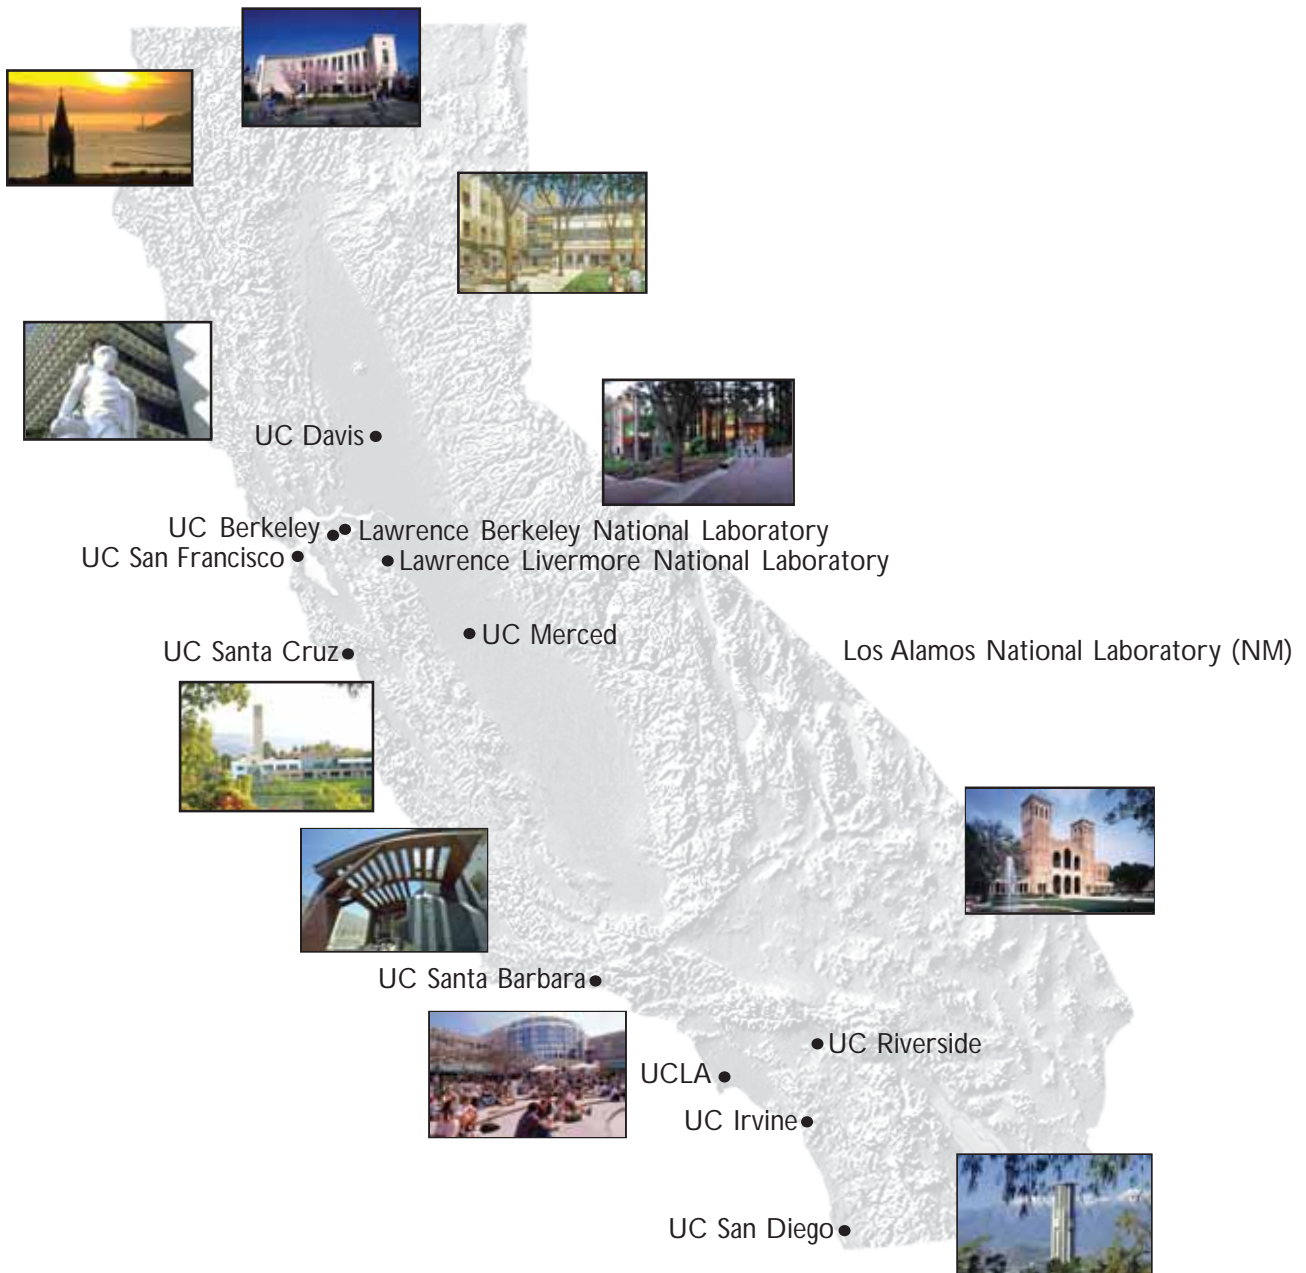 UC Davis
UC Berkeley
Lawrence Berkeley National Laboratory
UC San Francisco
Lawrence Livermore National Laboratory
UC Merced
UC Santa Cruz
Los Alamos National Laboratory (NM)
UC Santa Barbara
UC Riverside
UCLA
UC Irvine
UC San Diego